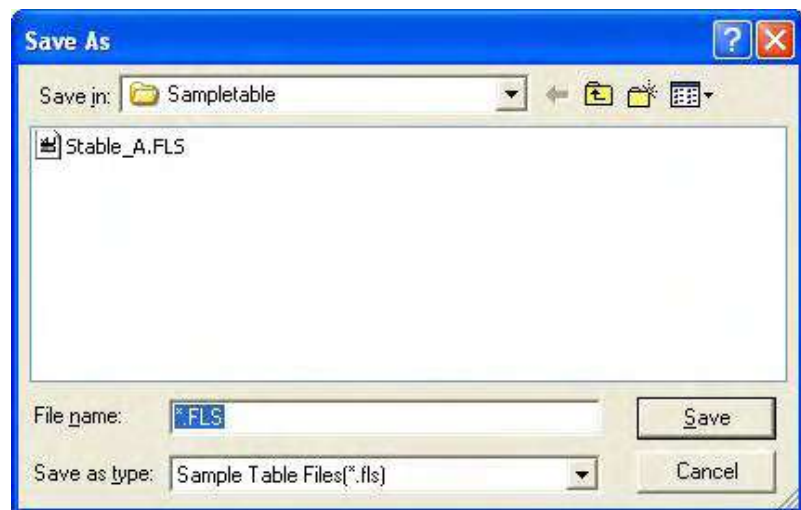 Save As
Save in: Sampletable
Stable_A.FLS
File name: *.FLS Save
Save as type: Sample Table Files(*.fls) Cancel